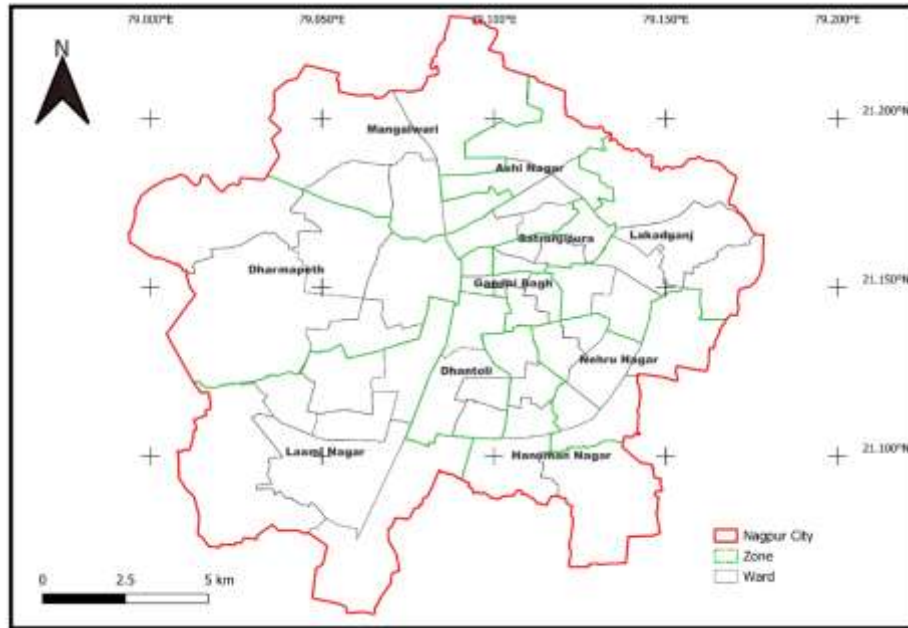 79.000°E 79.050°E 79.100°E 79.150°E 79.200°E
N
21.200°N
Mangalwari
Ashi Nagar
Satranjipura
Lakadganj
Dharmapeth
Gandhi Bagh
21.150°N
Nehru Nagar
Dhantoli
Laxmi Nagar
Hanuman Nagar
21.100°N
Nagpur City
Zone
Ward
0 2.5 5 km